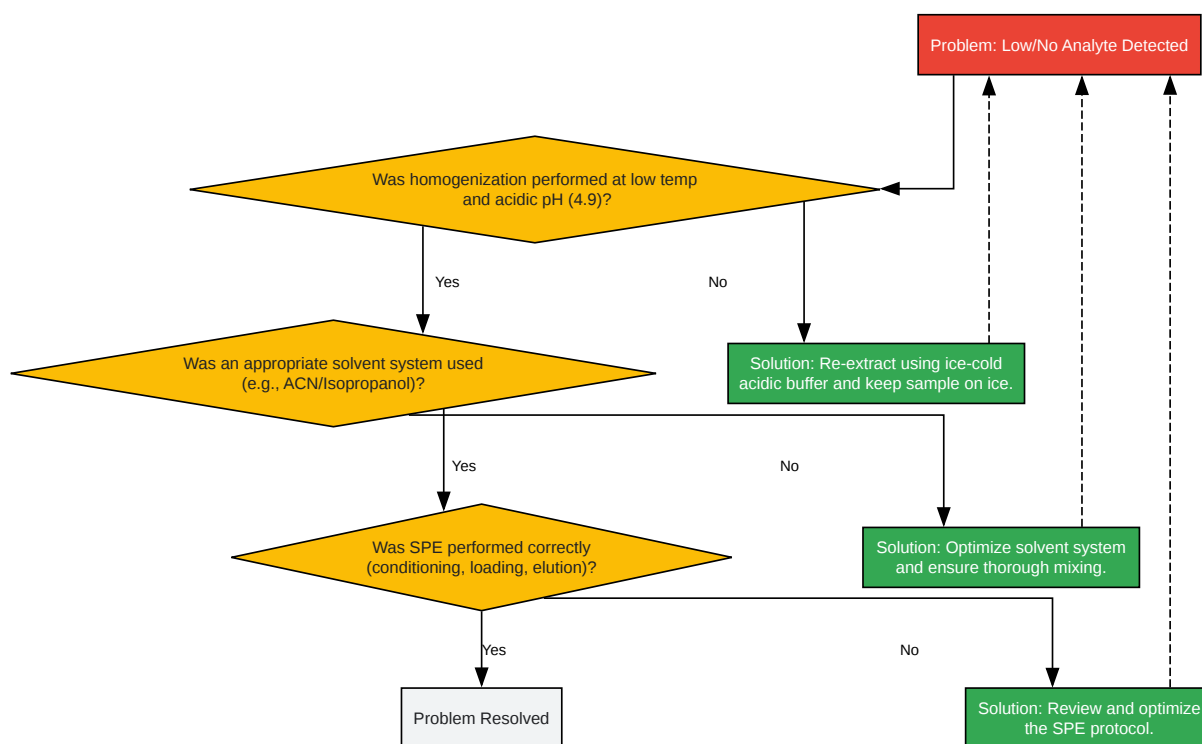 Problem: Low/No Analyte Detected
Was homogenization performed at low temp
and acidic pH (4.9)?
Yes
No
Was an appropriate solvent system used
(e.g., ACN/Isopropanol)?
Solution: Re-extract using ice-cold
acidic buffer and keep sample on ice.
Yes
No
Was SPE performed correctly
(conditioning, loading, elution)?
Solution: Optimize solvent system
and ensure thorough mixing.
Yes
No
Problem Resolved
Solution: Review and optimize
the SPE protocol.